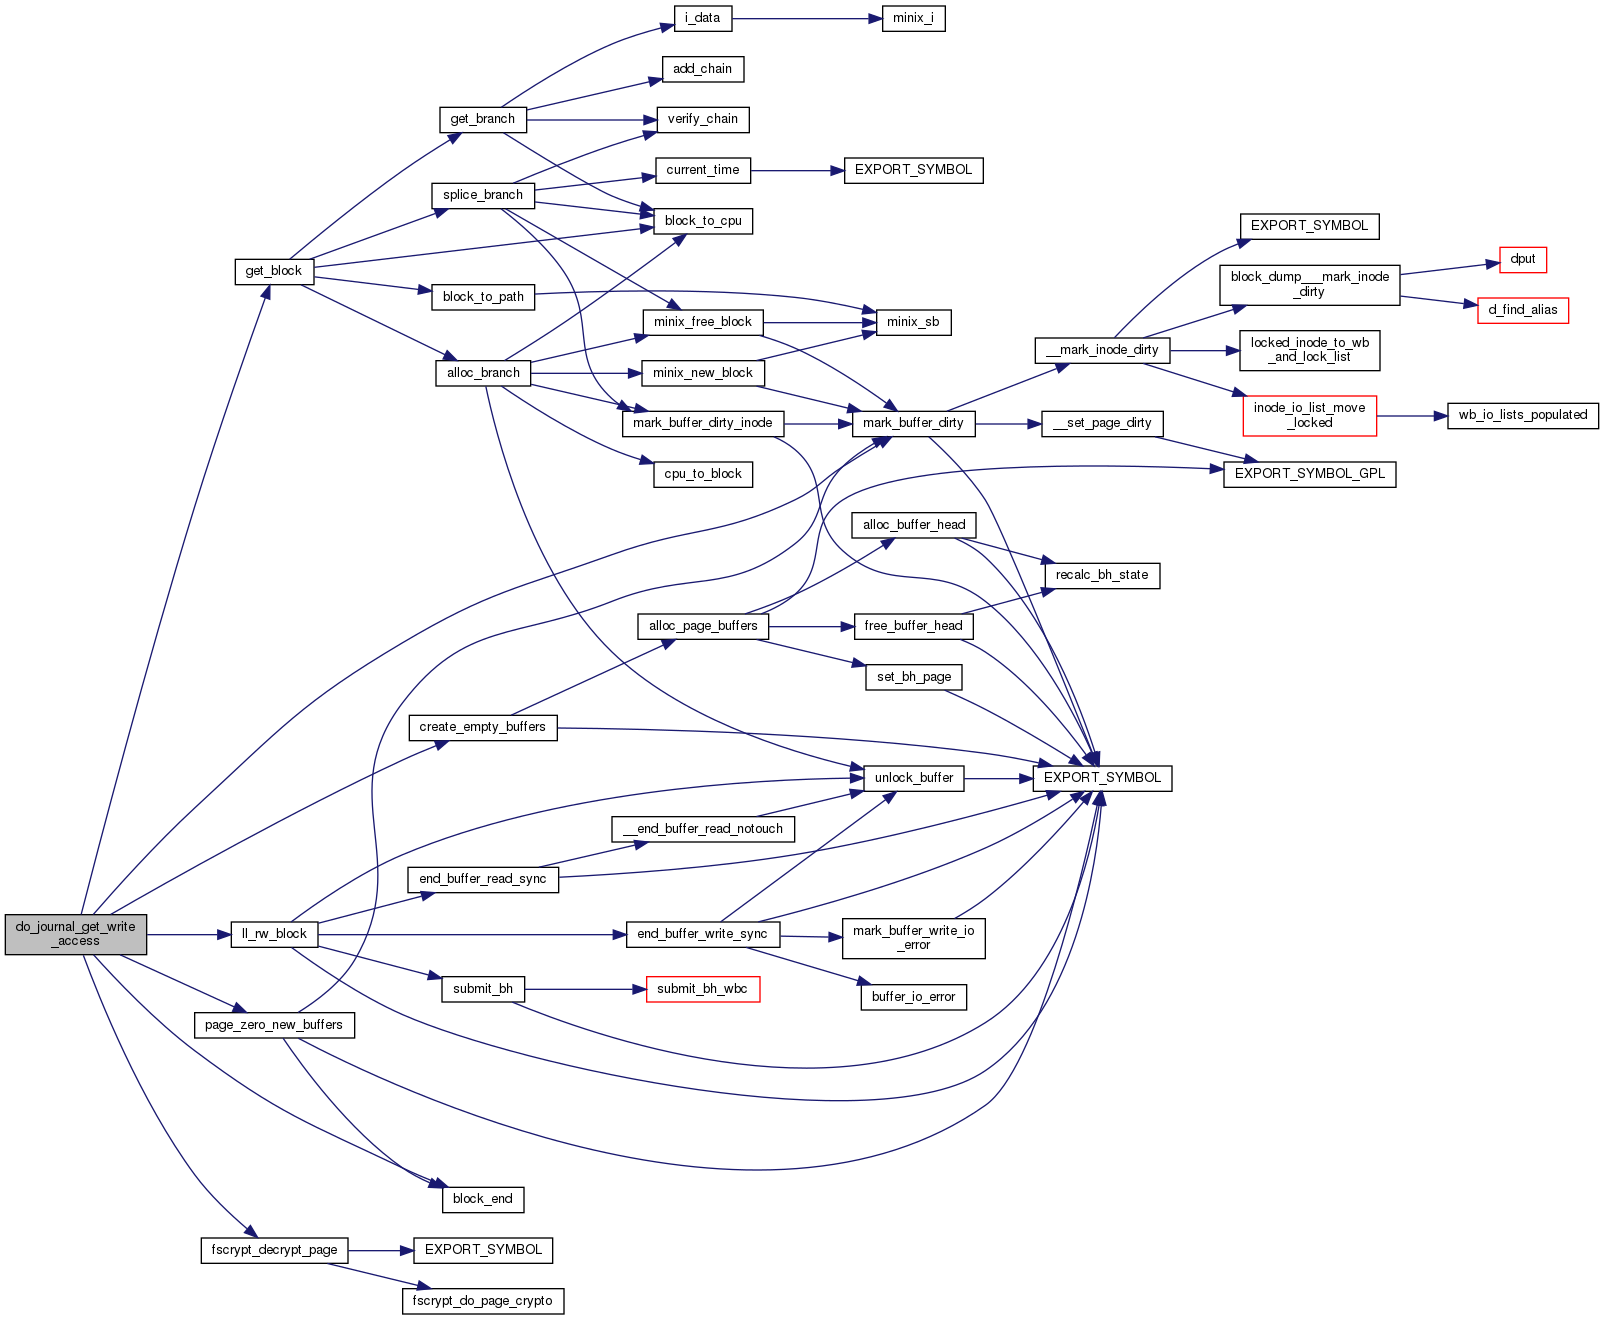 i_data
minix_i
add_chain
get_branch
verify_chain
current_time
EXPORT_SYMBOL
splice_branch
block_to_cpu
EXPORT_SYMBOL
get_block
block_dump___mark_inode
_dirty
dput
block_to_path
d_find_alias
minix_free_block
minix_sb
__mark_inode_dirty
locked_inode_to_wb
_and_lock_list
alloc_branch
minix_new_block
inode_io_list_move
_locked
wb_io_lists_populated
mark_buffer_dirty_inode
mark_buffer_dirty
__set_page_dirty
cpu_to_block
EXPORT_SYMBOL_GPL
alloc_buffer_head
recalc_bh_state
alloc_page_buffers
free_buffer_head
set_bh_page
create_empty_buffers
unlock_buffer
EXPORT_SYMBOL
__end_buffer_read_notouch
end_buffer_read_sync
do_journal_get_write
_access
ll_rw_block
end_buffer_write_sync
mark_buffer_write_io
_error
submit_bh
submit_bh_wbc
buffer_io_error
page_zero_new_buffers
block_end
fscrypt_decrypt_page
EXPORT_SYMBOL
fscrypt_do_page_crypto